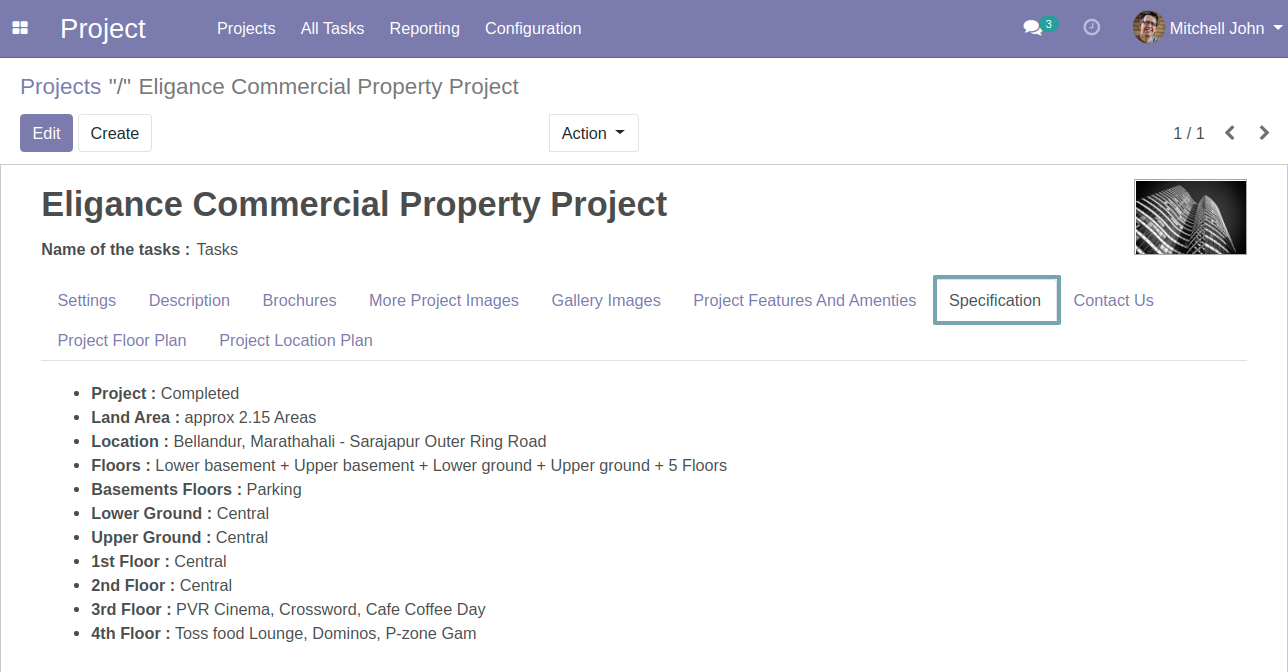 Project Projects All Tasks Reporting Configuration 3 Mitchell John
Projects "/" Eligance Commercial Property Project
Edit Create Action 1 / 1
Eligance Commercial Property Project
Name of the tasks : Tasks
Settings Description Brochures More Project Images Gallery Images Project Features And Amenties Specification Contact Us
Project Floor Plan Project Location Plan
Project : Completed
Land Area : approx 2.15 Areas
Location : Bellandur, Marathahali - Sarajapur Outer Ring Road
Floors : Lower basement + Upper basement + Lower ground + Upper ground + 5 Floors
Basements Floors : Parking
Lower Ground : Central
Upper Ground : Central
1st Floor : Central
2nd Floor : Central
3rd Floor : PVR Cinema, Crossword, Cafe Coffee Day
4th Floor : Toss food Lounge, Dominos, P-zone Gam